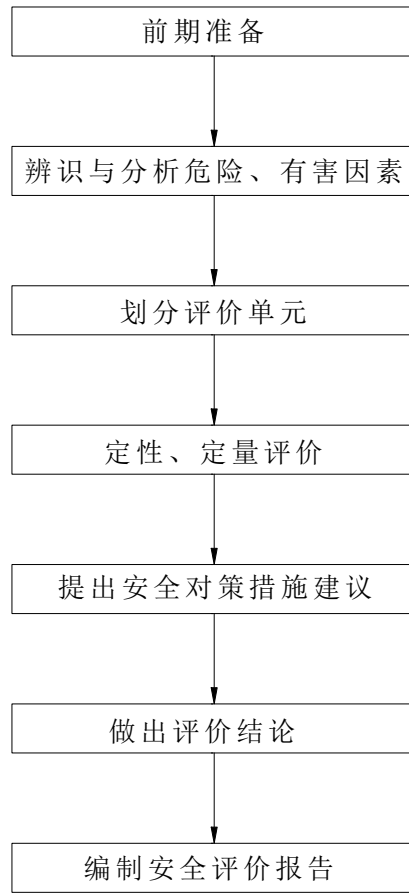 前期准备
辨识与分析危险、有害因素
划分评价单元
定性、定量评价
提出安全对策措施建议
做出评价结论
编制安全评价报告